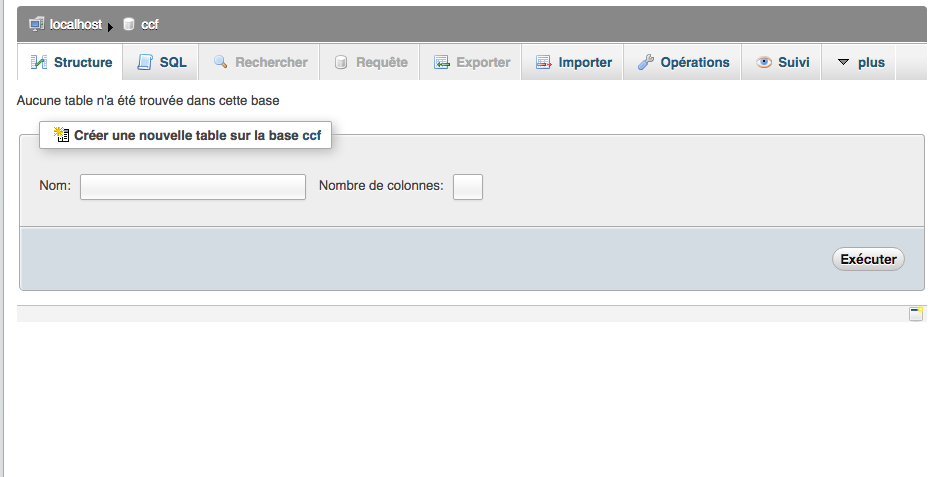 localhost ccf
Structure SQL Rechercher Requête Exporter Importer Opérations Suivi plus
Aucune table n'a été trouvée dans cette base
Créer une nouvelle table sur la base ccf
Nom: Nombre de colonnes:
Exécuter